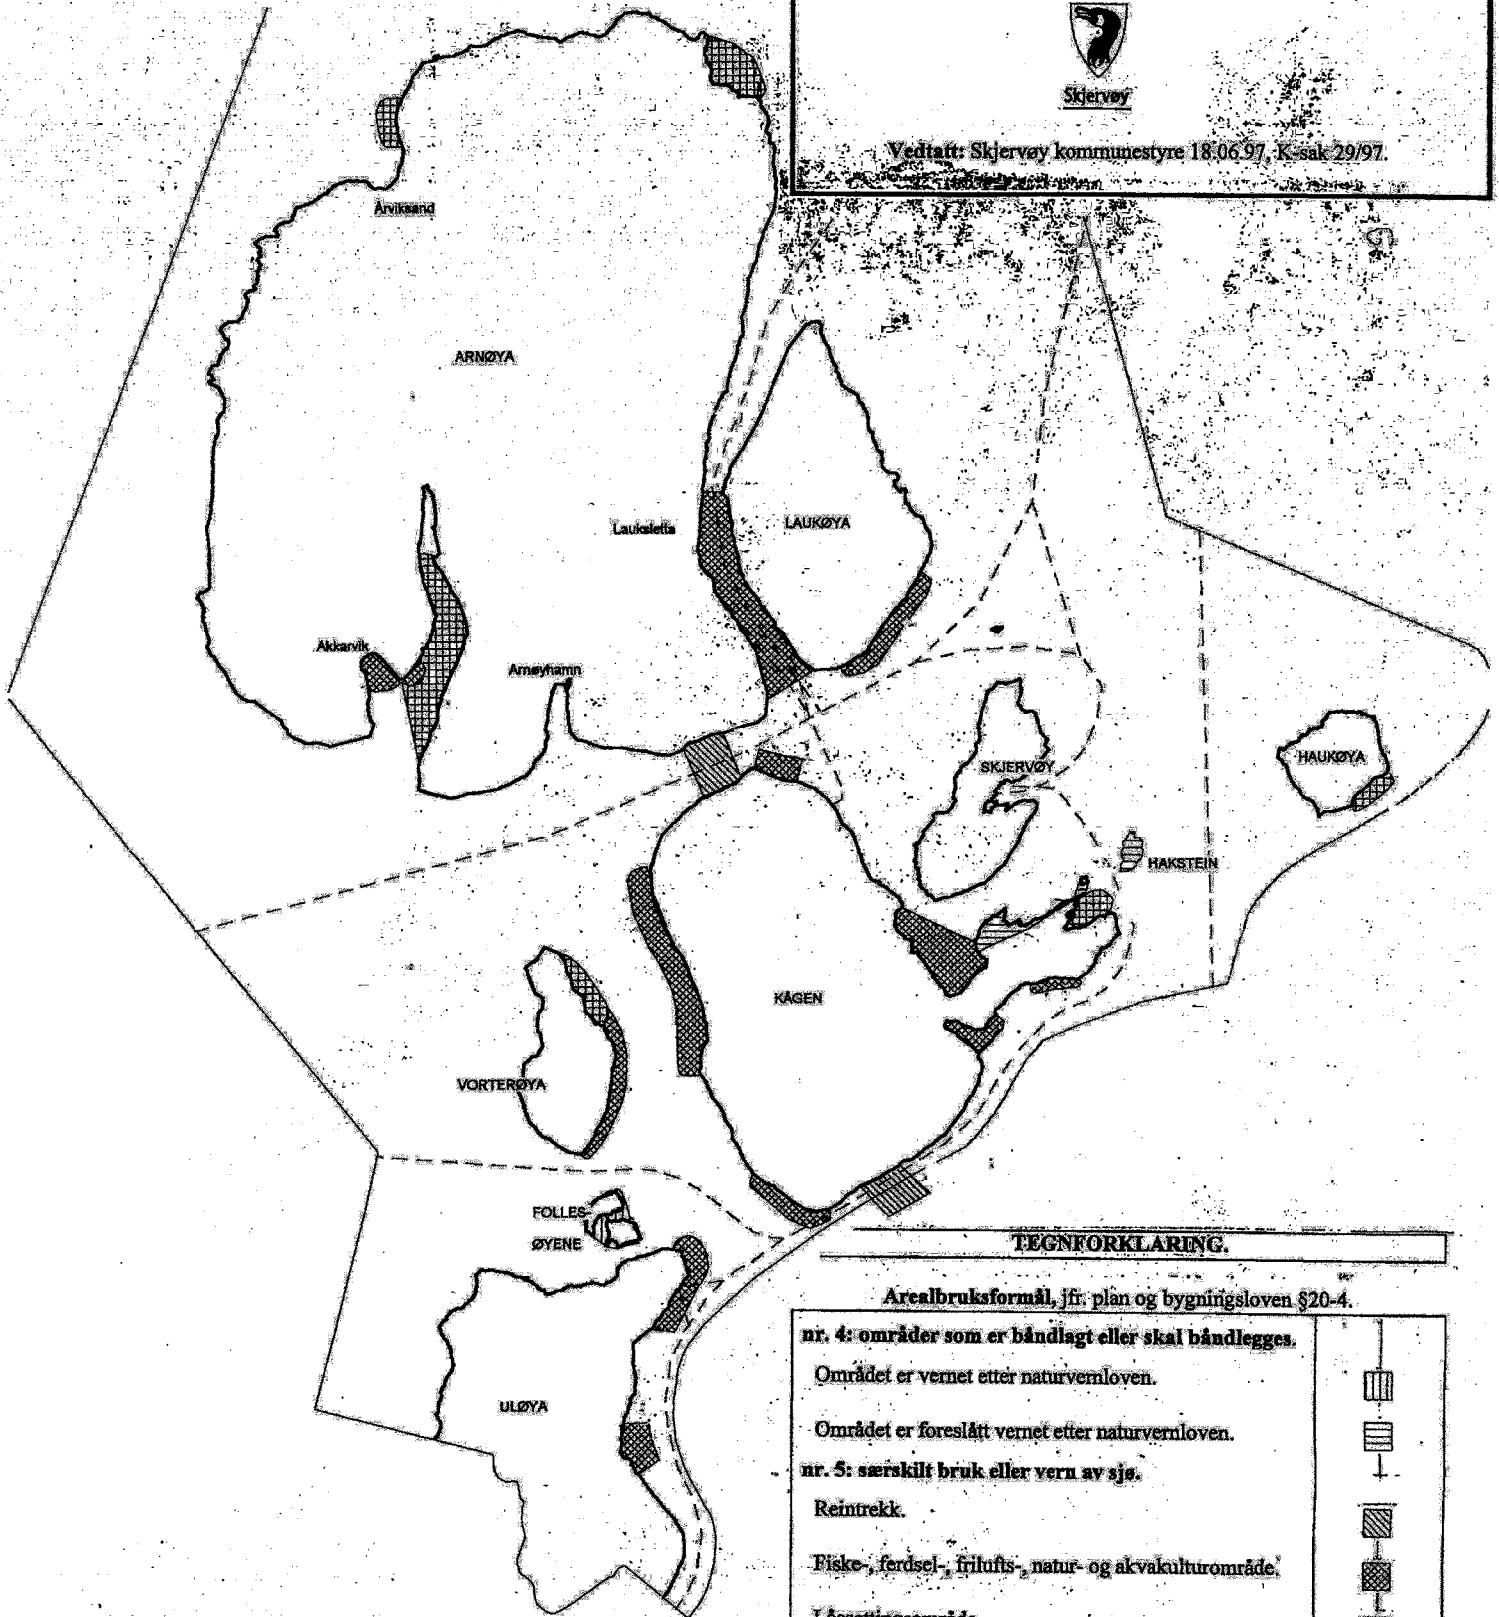 Skjervøy
Vedtatt: Skjervøy kommunestyre 18.06.97, K-sak 29/97.
Årviksand
ARNØYA
Lauksletta
LAUKØYA
Akkarvik
Arnøyhamn
SKJERVØY
HAUKØYA
HAKSTEIN
KÅGEN
VORTERØYA
FOLLES-
ØYENE
ULØYA
TEGNFORKLARING.
Arealbruksformål, jfr. plan og bygningsloven §20-4.
nr. 4: områder som er båndlagt eller skal båndlegges.
Området er vernet etter naturvernloven.
Området er foreslått vernet etter naturvernloven.
nr. 5: særskilt bruk eller vern av sjø.
Reintrekk.
Fiske-, ferdsel-, frilufts-, natur- og akvakulturområde.